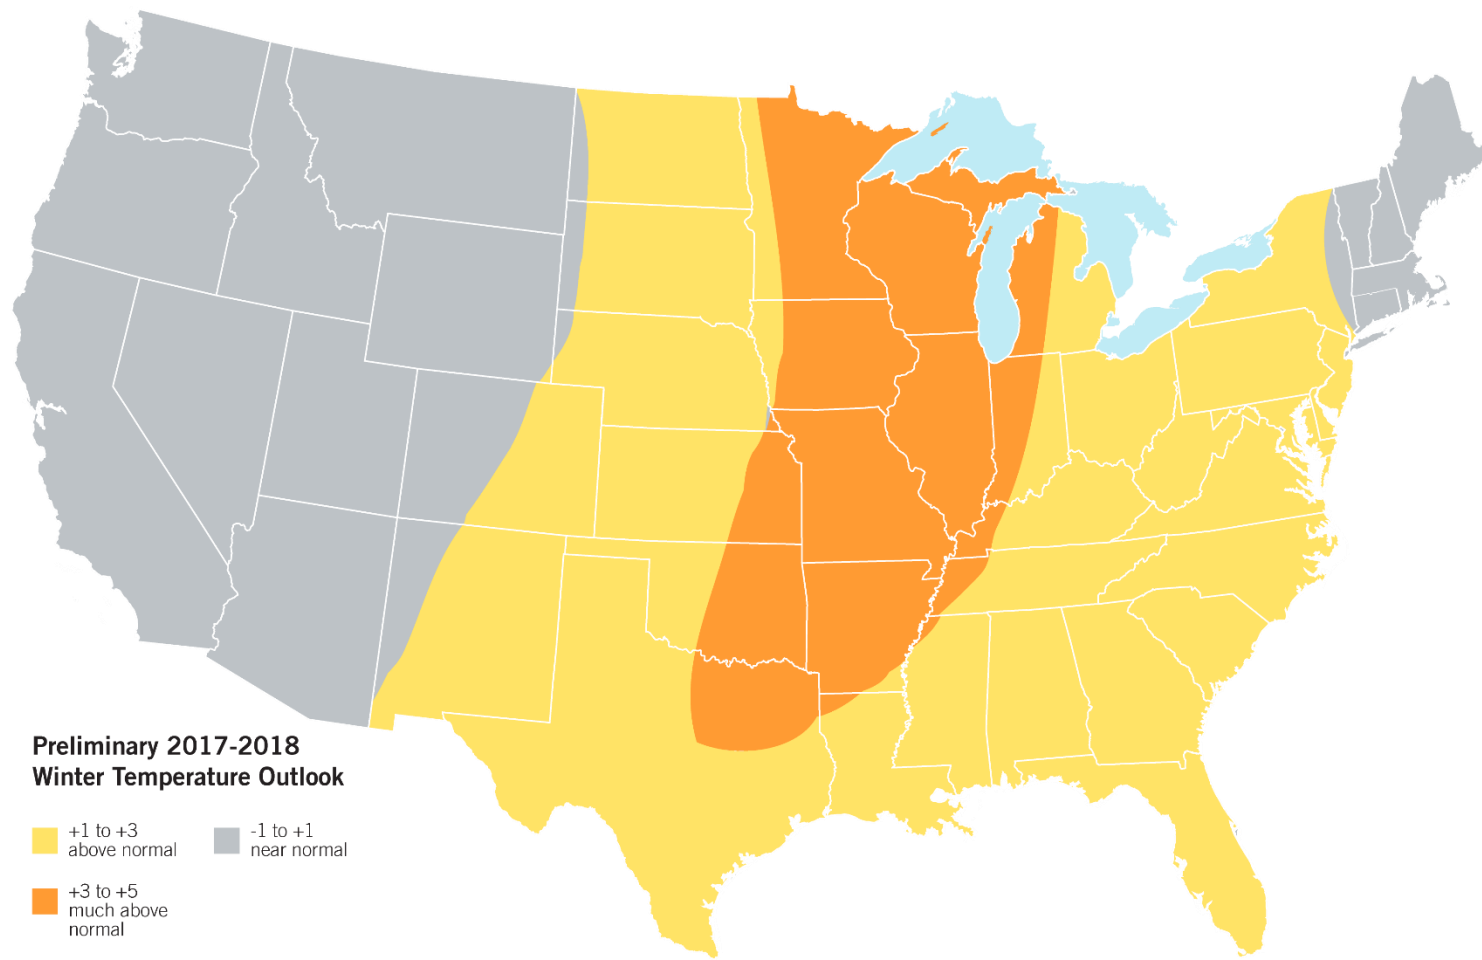 Preliminary 2017-2018
Winter Temperature Outlook
+1 to +3
above normal
-1 to +1
near normal
+3 to +5
much above
normal